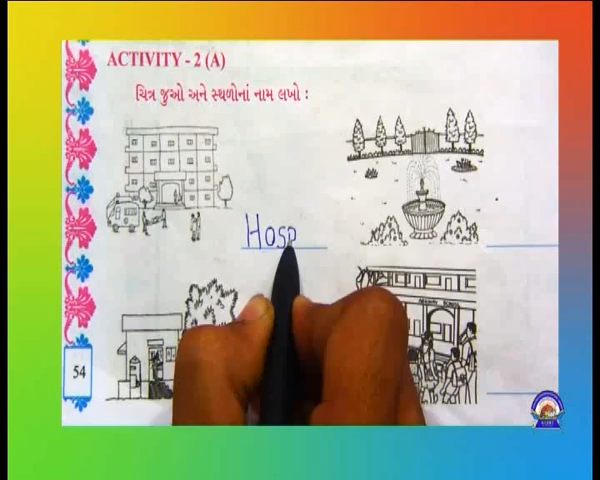 ACTIVITY - 2 (A)
ચિત્ર જુઓ અને સ્થળોનાં નામ લખો :
Hosp
54